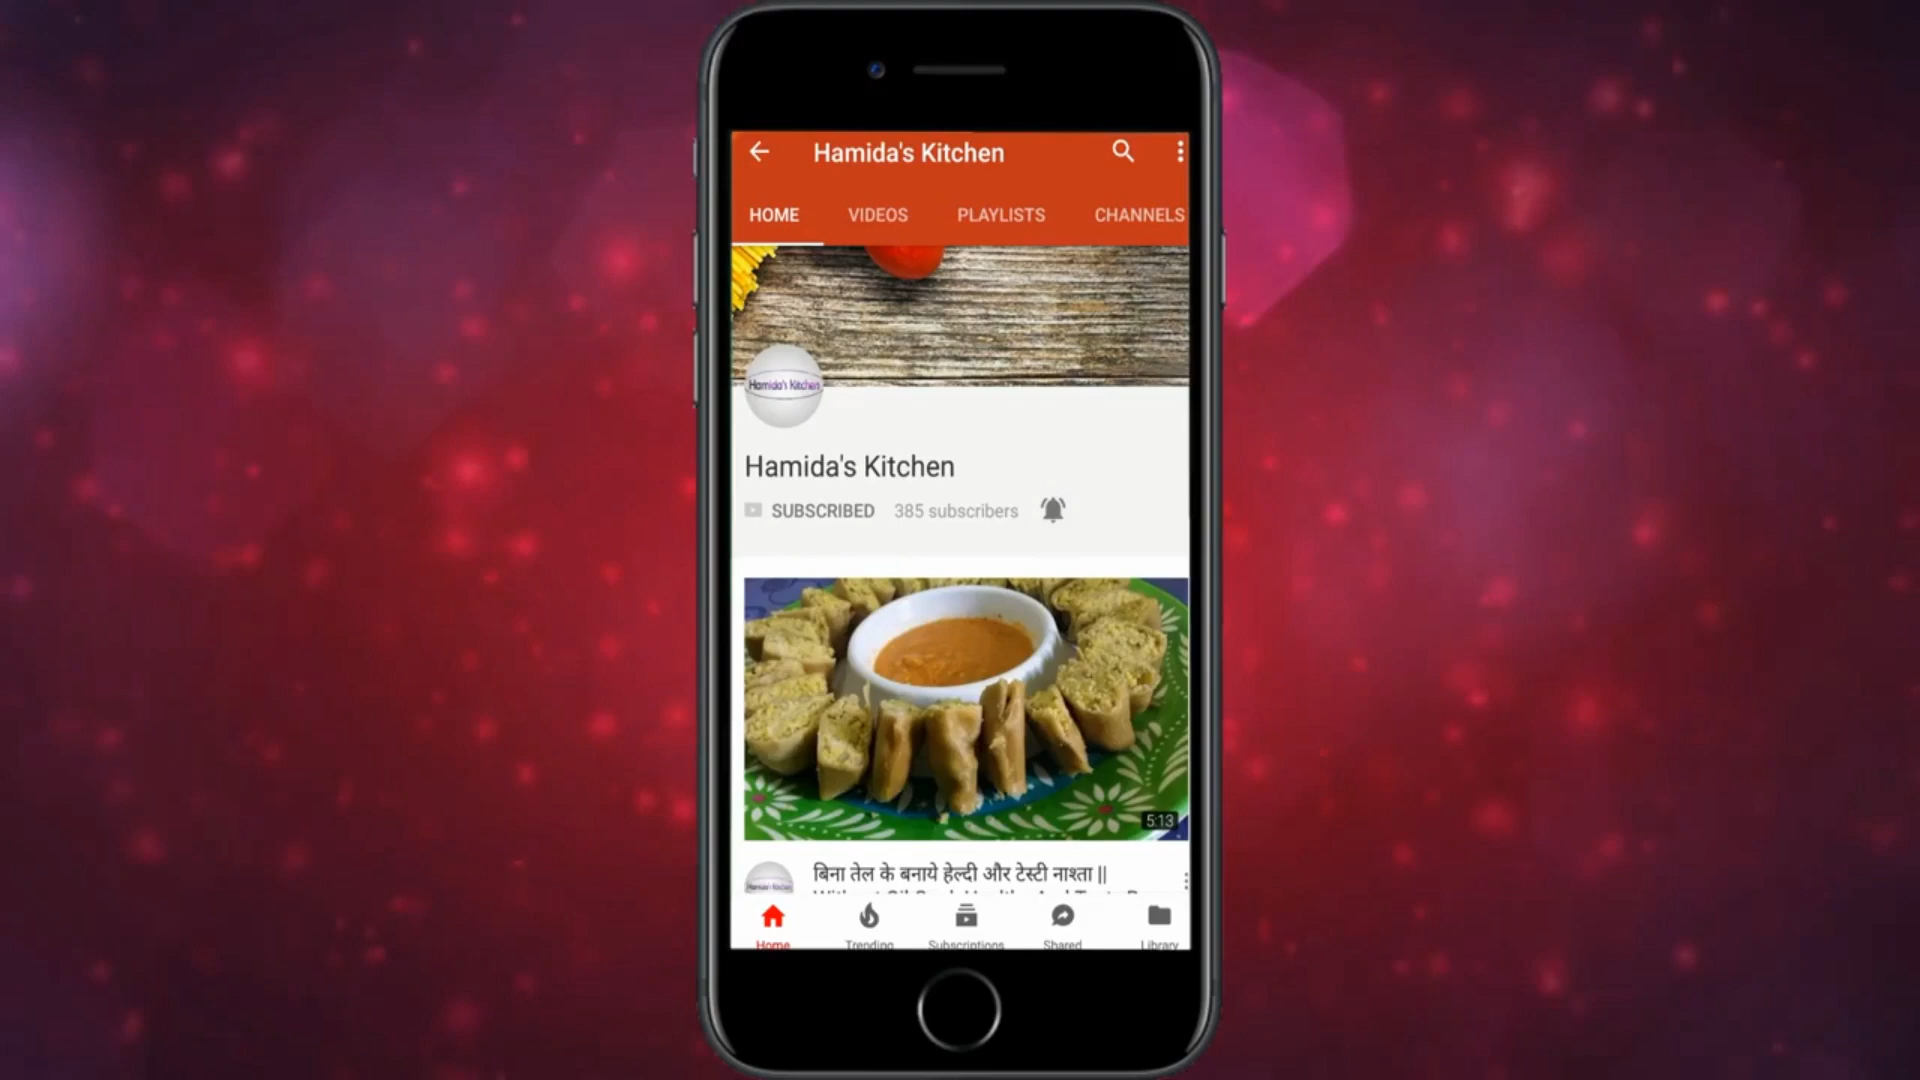 Hamida's Kitchen
HOME VIDEOS PLAYLISTS CHANNELS
Hamida's Kitchen
Hamida's Kitchen
SUBSCRIBED 385 subscribers
5:13
बिना तेल के बनाये हेल्दी और टेस्टी नाश्ता ||
Home Trending Subscriptions Shared Library